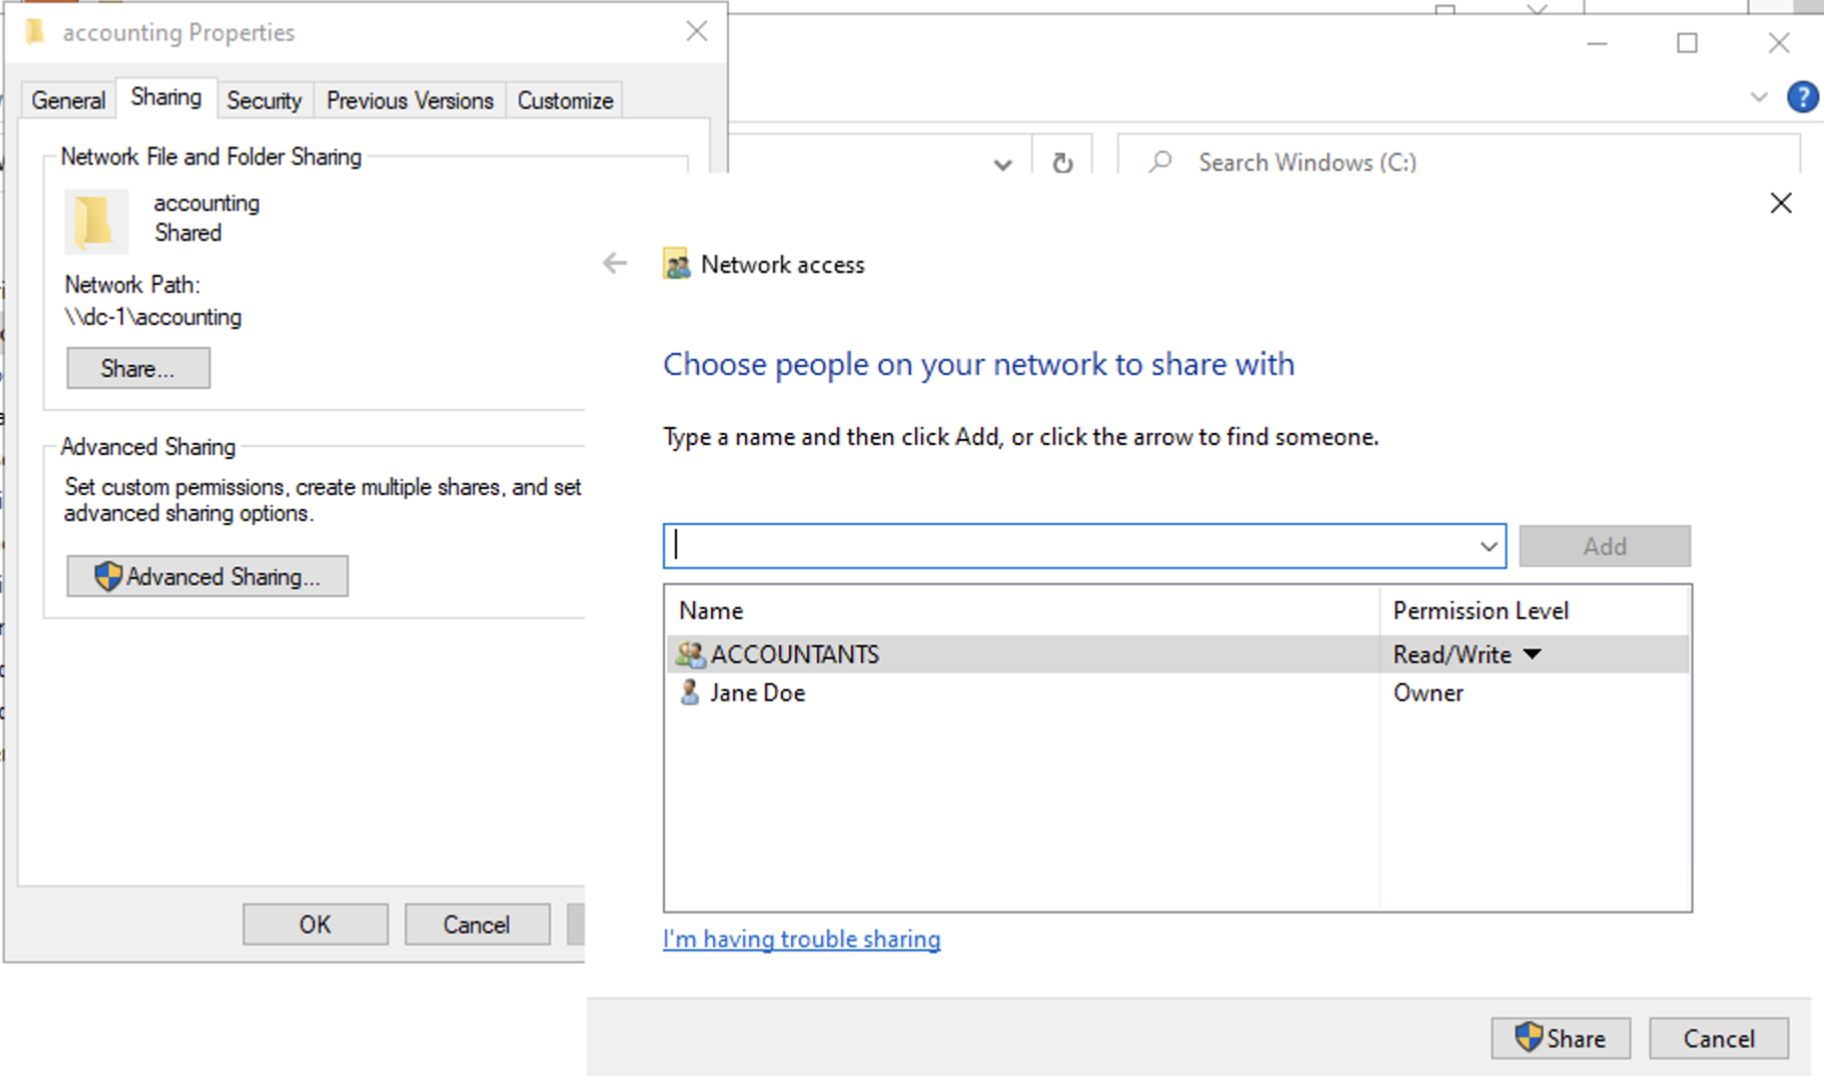 accounting Properties
General
Sharing
Security
Previous Versions
Customize
Network File and Folder Sharing
accounting
Shared
Network Path:
\\dc-1\accounting
Share...
Advanced Sharing
Set custom permissions, create multiple shares, and set
advanced sharing options.
Advanced Sharing...
OK
Cancel
?
Search Windows (C:)
Network access
Choose people on your network to share with
Type a name and then click Add, or click the arrow to find someone.
Add
Name
Permission Level
ACCOUNTANTS
Read/Write
Jane Doe
Owner
I'm having trouble sharing
Share
Cancel